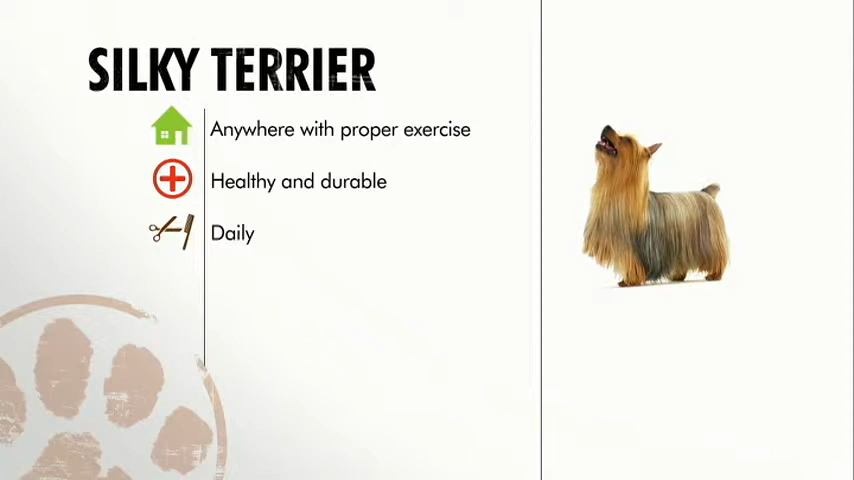 SILKY TERRIER
Anywhere with proper exercise
Healthy and durable
Daily